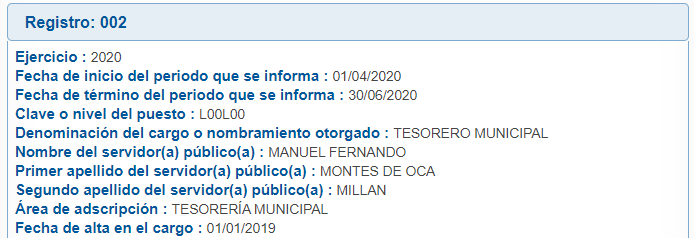 Registro: 002
Ejercicio : 2020
Fecha de inicio del periodo que se informa : 01/04/2020
Fecha de término del periodo que se informa : 30/06/2020
Clave o nivel del puesto : L00L00
Denominación del cargo o nombramiento otorgado : TESORERO MUNICIPAL
Nombre del servidor(a) público(a) : MANUEL FERNANDO
Primer apellido del servidor(a) público(a) : MONTES DE OCA
Segundo apellido del servidor(a) público(a) : MILLAN
Área de adscripción : TESORERÍA MUNICIPAL
Fecha de alta en el cargo : 01/01/2019